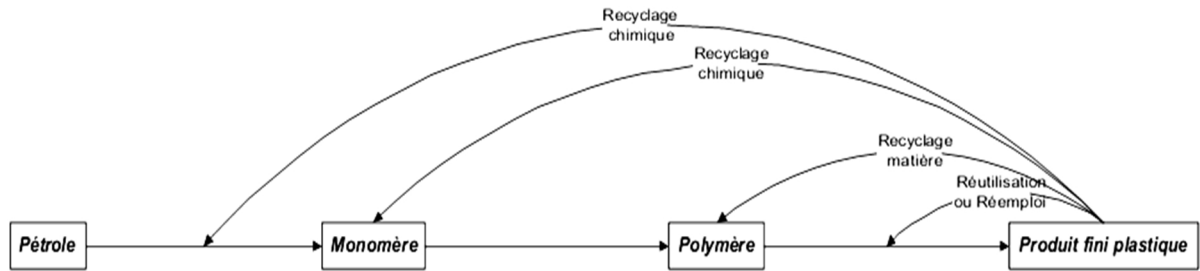 Recyclage
chimique
Recyclage
chimique
Recyclage
matière
Réutilisation
ou Réemploi
Pétrole
Monomère
Polymère
Produit fini plastique